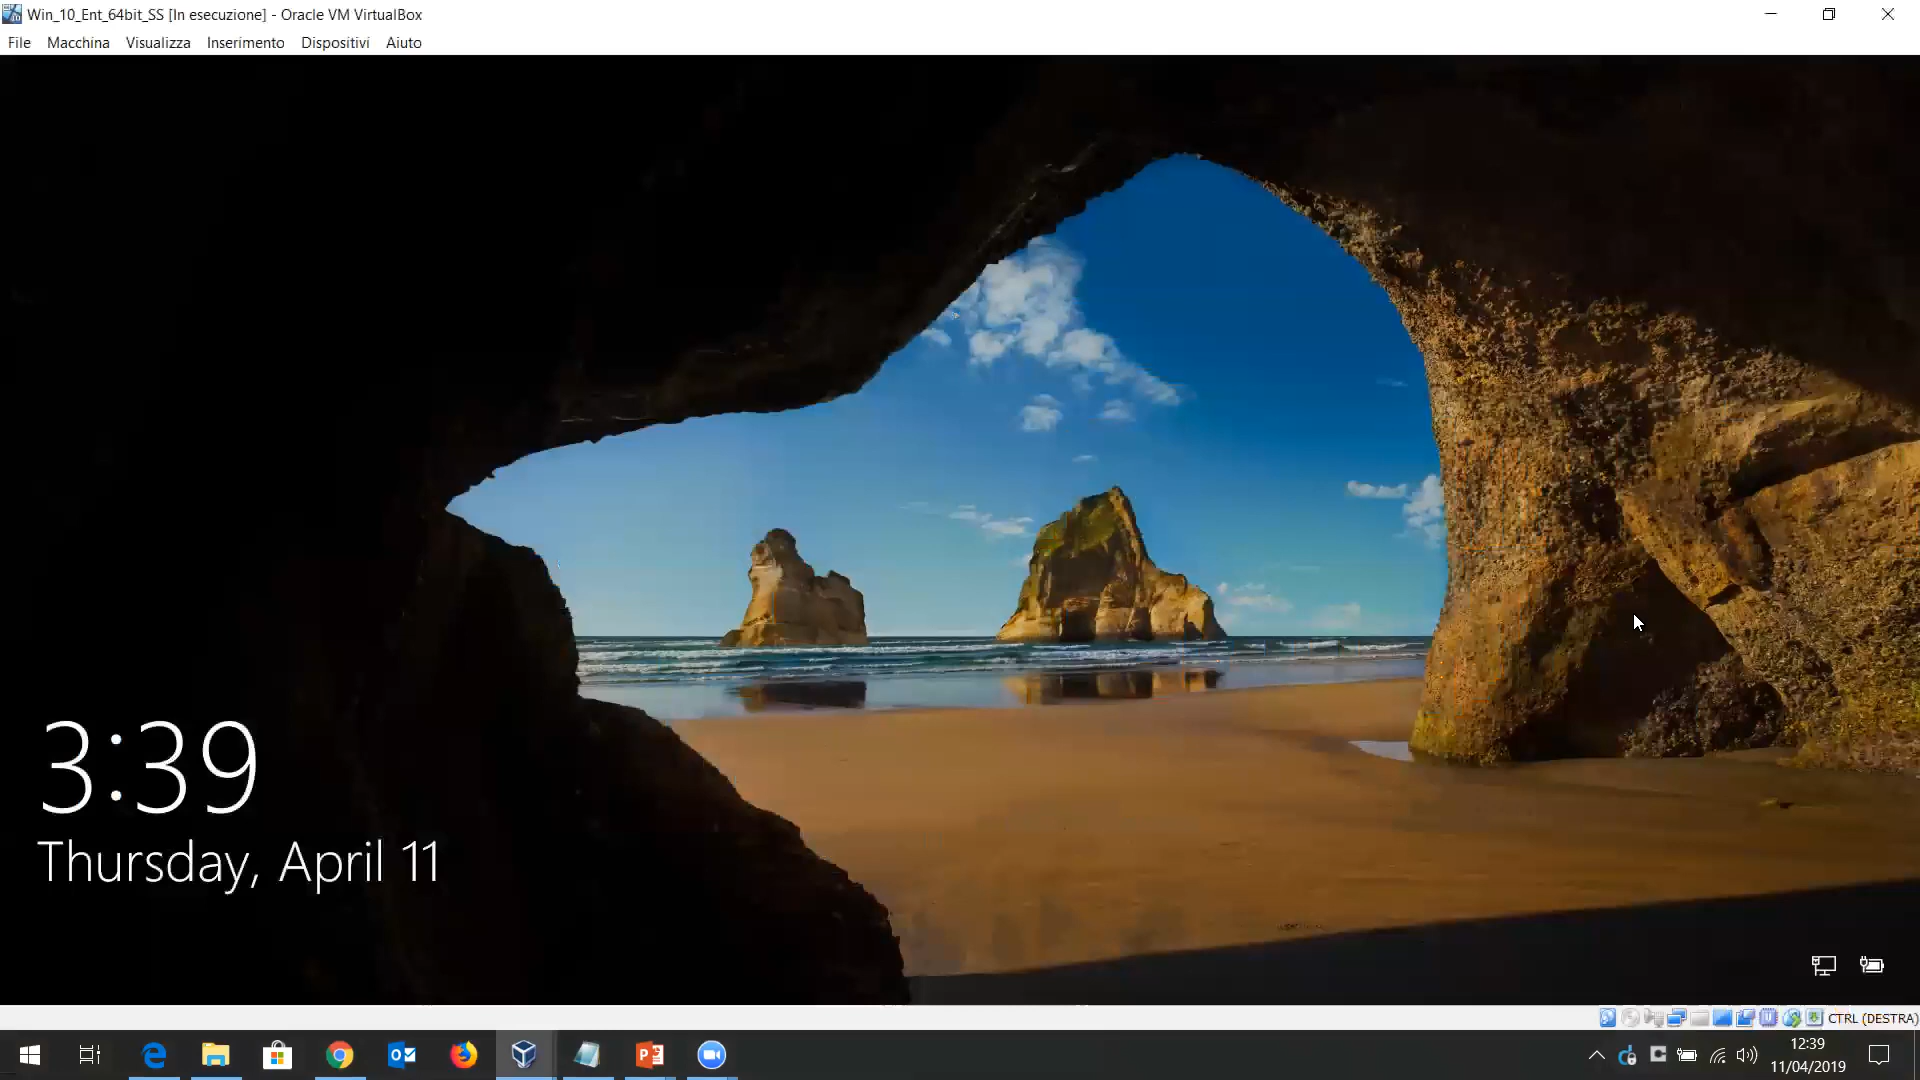 Win_10_Ent_64bit_SS [In esecuzione] - Oracle VM VirtualBox
File Macchina Visualizza Inserimento Dispositivi Aiuto
3:39
Thursday, April 11
CTRL (DESTRA)
12:39
11/04/2019